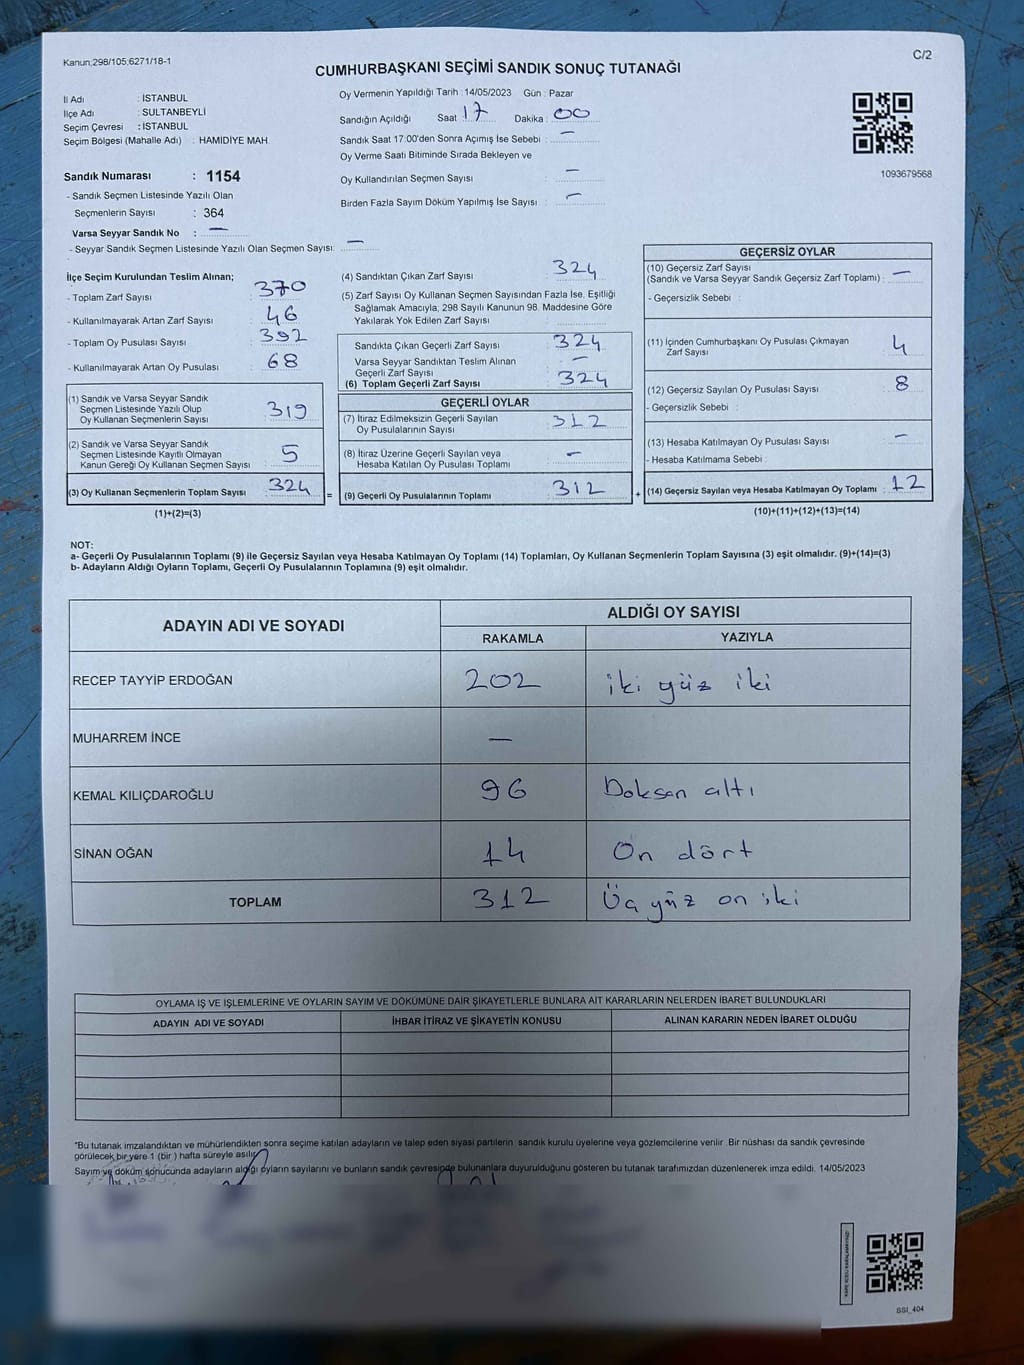 Kanun;298/105;6271/18-1
C/2
CUMHURBAŞKANI SEÇİMİ SANDIK SONUÇ TUTANAĞI
İl Adı : İSTANBUL
İlçe Adı : SULTANBEYLİ
Seçim Çevresi : İSTANBUL
Seçim Bölgesi (Mahalle Adı) : HAMİDİYE MAH.
Oy Vermenin Yapıldığı Tarih :14/05/2023 Gün : Pazar
Sandığın Açıldığı Saat : 17 Dakika : 00
Sandık Saat 17:00'den Sonra Açımış İse Sebebi : —
Oy Verme Saati Bitiminde Sırada Bekleyen ve
Oy Kullandırılan Seçmen Sayısı : —
Birden Fazla Sayım Döküm Yapılmış İse Sayısı : —
1093679568
Sandık Numarası : 1154
- Sandık Seçmen Listesinde Yazılı Olan
Seçmenlerin Sayısı : 364
Varsa Seyyar Sandık No : —
- Seyyar Sandık Seçmen Listesinde Yazılı Olan Seçmen Sayısı: —
İlçe Seçim Kurulundan Teslim Alınan;
- Toplam Zarf Sayısı : 370
- Kullanılmayarak Artan Zarf Sayısı : 46
- Toplam Oy Pusulası Sayısı : 392
- Kullanılmayarak Artan Oy Pusulası : 68
(1) Sandık ve Varsa Seyyar Sandık
Seçmen Listesinde Yazılı Olup
Oy Kullanan Seçmenlerin Sayısı : 319
(2) Sandık ve Varsa Seyyar Sandık
Seçmen Listesinde Kayıtlı Olmayan
Kanun Gereği Oy Kullanan Seçmen Sayısı : 5
(3) Oy Kullanan Seçmenlerin Toplam Sayısı : 324
(1)+(2)=(3)
(4) Sandıktan Çıkan Zarf Sayısı : 324
(5) Zarf Sayısı Oy Kullanan Seçmen Sayısından Fazla İse, Eşitliği
Sağlamak Amacıyla; 298 Sayılı Kanunun 98. Maddesine Göre
Yakılarak Yok Edilen Zarf Sayısı :
Sandıkta Çıkan Geçerli Zarf Sayısı : 324
Varsa Seyyar Sandıktan Teslim Alınan
Geçerli Zarf Sayısı : —
(6) Toplam Geçerli Zarf Sayısı : 324
GEÇERLİ OYLAR
(7) İtiraz Edilmeksizin Geçerli Sayılan
Oy Pusulalarının Sayısı : 312
(8) İtiraz Üzerine Geçerli Sayılan veya
Hesaba Katılan Oy Pusulası Toplamı : —
= (9) Geçerli Oy Pusulalarının Toplamı : 312 +
GEÇERSİZ OYLAR
(10) Geçersiz Zarf Sayısı
(Sandık ve Varsa Seyyar Sandık Geçersiz Zarf Toplamı) : —
- Geçersizlik Sebebi :
(11) İçinden Cumhurbaşkanı Oy Pusulası Çıkmayan
Zarf Sayısı : 4
(12) Geçersiz Sayılan Oy Pusulası Sayısı : 8
- Geçersizlik Sebebi :
(13) Hesaba Katılmayan Oy Pusulası Sayısı : —
- Hesaba Katılmama Sebebi :
(14) Geçersiz Sayılan veya Hesaba Katılmayan Oy Toplamı : 12
(10)+(11)+(12)+(13)=(14)
NOT:
a- Geçerli Oy Pusulalarının Toplamı (9) ile Geçersiz Sayılan veya Hesaba Katılmayan Oy Toplamı (14) Toplamları, Oy Kullanan Seçmenlerin Toplam Sayısına (3) eşit olmalıdır. (9)+(14)=(3)
b- Adayların Aldığı Oyların Toplamı, Geçerli Oy Pusulalarının Toplamına (9) eşit olmalıdır.
ADAYIN ADI VE SOYADI
ALDIĞI OY SAYISI
RAKAMLA YAZIYLA
RECEP TAYYİP ERDOĞAN 202 iki yüz iki
MUHARREM İNCE —
KEMAL KILIÇDAROĞLU 96 Doksan altı
SİNAN OĞAN 14 On dört
TOPLAM 312 Üç yüz on iki
OYLAMA İŞ VE İŞLEMLERİNE VE OYLARIN SAYIM VE DÖKÜMÜNE DAİR ŞİKAYETLERLE BUNLARA AİT KARARLARIN NELERDEN İBARET BULUNDUKLARI
ADAYIN ADI VE SOYADI İHBAR İTİRAZ VE ŞİKAYETİN KONUSU ALINAN KARARIN NEDEN İBARET OLDUĞU
*Bu tutanak imzalandıktan ve mühürlendikten sonra seçime katılan adayların ve talep eden siyasi partilerin sandık kurulu üyelerine veya gözlemcilerine verilir. Bir nüshası da sandık çevresinde
görülecek bir yere 1 (bir ) hafta süreyle asılır.
Sayım ve döküm sonucunda adayların aldığı oyların sayılarını ve bunların sandık çevresinde bulunanlara duyurulduğunu gösteren bu tutanak tarafımızdan düzenlenerek imza edildi. 14/05/2023
SSİ_404